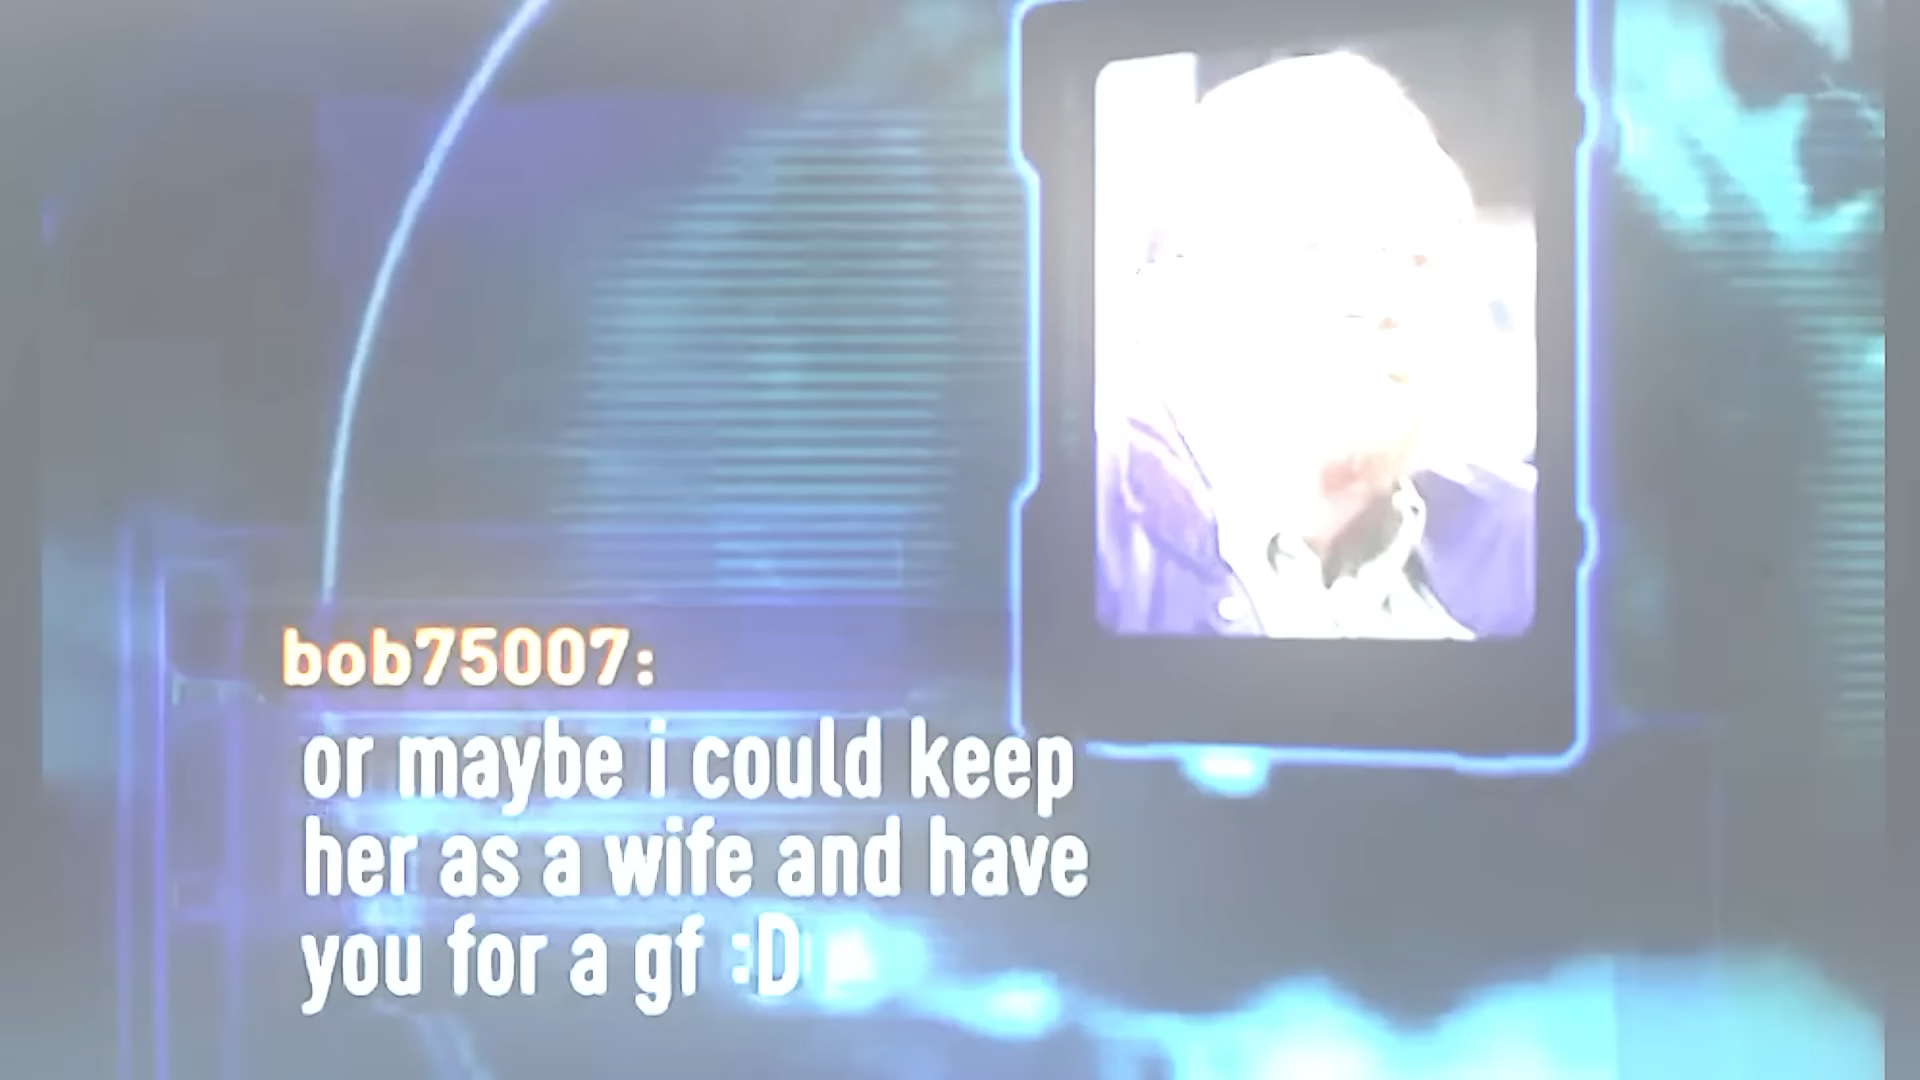 bob75007:
or maybe i could keep
her as a wife and have
you for a gf :D